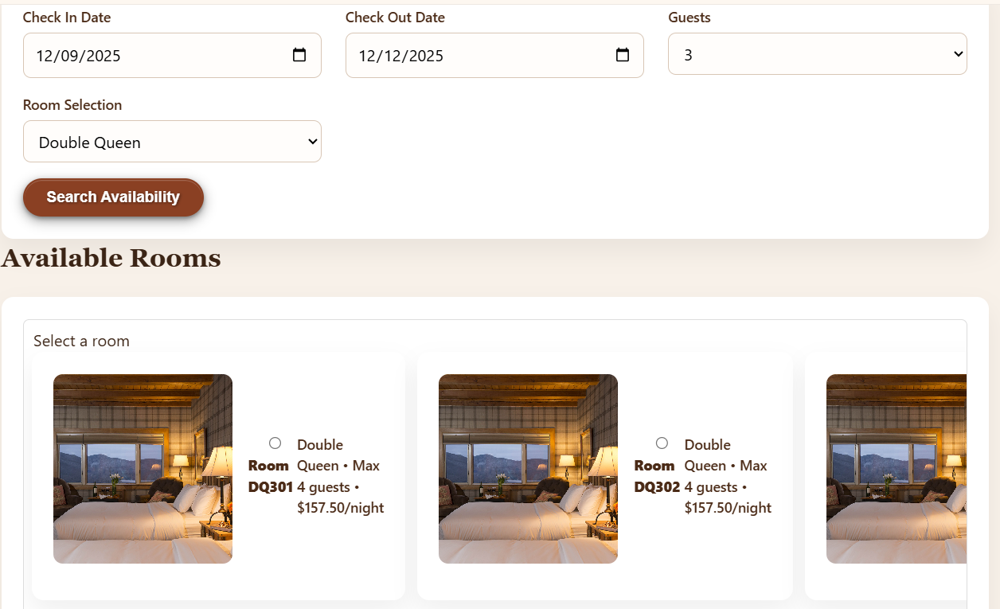 Check In Date
Check Out Date
Guests
12/09/2025
12/12/2025
3
Room Selection
Double Queen
Search Availability
Available Rooms
Select a room
Room
DQ301
Double
Queen • Max
4 guests •
$157.50/night
Room
DQ302
Double
Queen • Max
4 guests •
$157.50/night